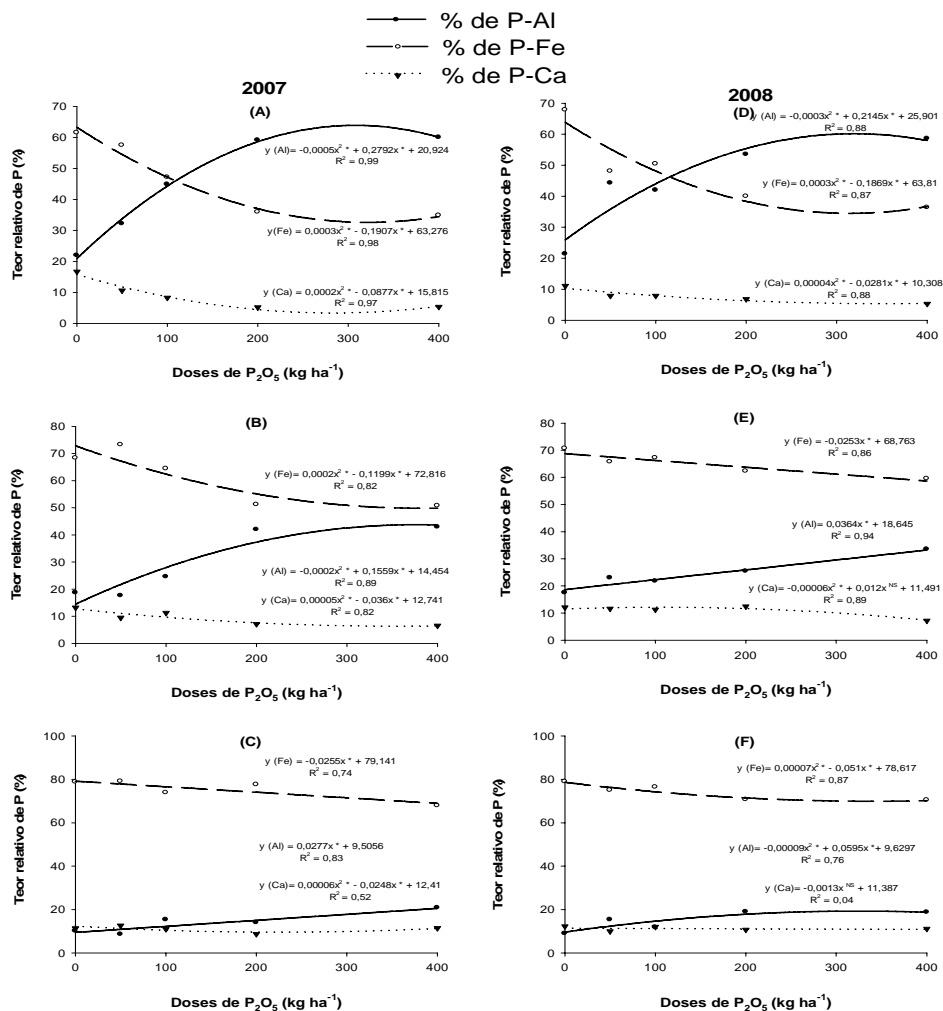 % de P-Al
% de P-Fe
% de P-Ca
2007
(A)
Teor relativo de P (%)
70
60
50
40
30
20
10
0
y (Al)= -0,0005x² * + 0,2792x * + 20,924
R² = 0,99
y(Fe)= 0,0003x² * - 0,1907x * + 63,276
R² = 0,98
y (Ca)= 0,0002x² * - 0,0877x * + 15,815
R² = 0,97
0 100 200 300 400
Doses de P₂O₅ (kg ha⁻¹)
2008
(D)
Teor relativo de P (%)
70
60
50
40
30
20
10
0
y (Al)= -0,0003x² * + 0,2145x * + 25,901
R² = 0,88
y (Fe)= 0,0003x² * - 0,1869x * + 63,81
R² = 0,87
y (Ca)= 0,00004x² * - 0,0281x * + 10,308
R² = 0,88
0 100 200 300 400
Doses de P₂O₅ (kg ha⁻¹)
(B)
Teor relativo de P (%)
80
70
60
50
40
30
20
10
0
y (Fe)= 0,0002x² * - 0,1199x * + 72,816
R² = 0,82
y (Al)= -0,0002x² * + 0,1559x * + 14,454
R² = 0,89
y (Ca)= 0,00005x² * - 0,036x * + 12,741
R² = 0,82
0 100 200 300 400
Doses de P₂O₅ (kg ha⁻¹)
(E)
Teor relativo de P (%)
80
70
60
50
40
30
20
10
0
y (Fe) = -0,0253x * + 68,763
R² = 0,86
y (Al)= 0,0364x * + 18,645
R² = 0,94
y (Ca)= -0,00006x² * + 0,012x ᴺˢ + 11,491
R² = 0,89
0 100 200 300 400
Doses de P₂O₅ (kg ha⁻¹)
(C)
Teor relativo de P (%)
100
80
60
40
20
0
y (Fe) = -0,0255x * + 79,141
R² = 0,74
y (Al) = 0,0277x * + 9,5056
R² = 0,83
y (Ca)= 0,00006x² * - 0,0248x * + 12,41
R² = 0,52
0 100 200 300 400
Doses de P₂O₅ (kg ha⁻¹)
(F)
Teor relativo de P (%)
100
80
60
40
20
0
y (Fe)= 0,00007x² * - 0,051x * + 78,617
R² = 0,87
y (Al)= -0,00009x² * + 0,0595x * + 9,6297
R² = 0,76
y (Ca)= -0,0013x ᴺˢ + 11,387
R² = 0,04
0 100 200 300 400
Doses de P₂O₅ (kg ha⁻¹)